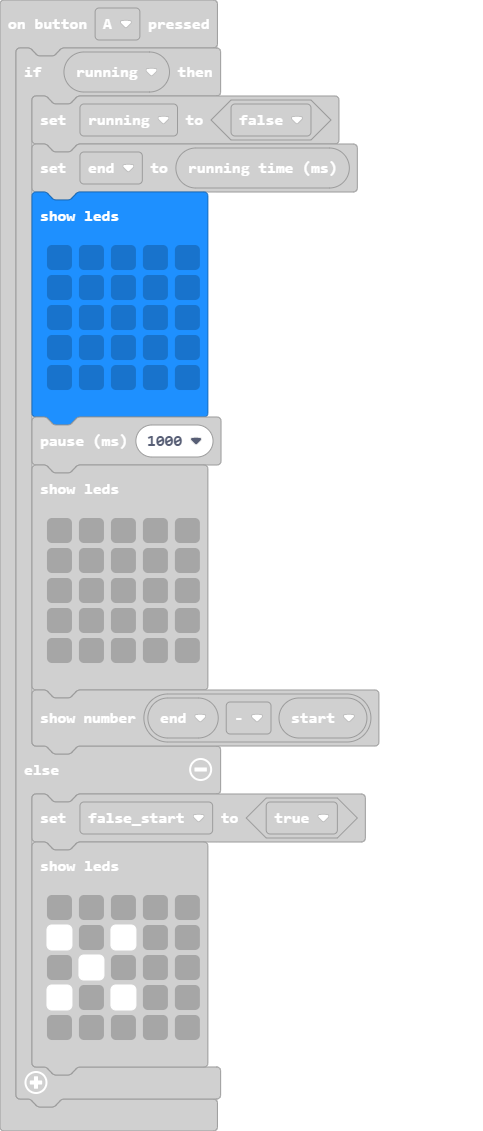 on button A pressed
if running then
set running to false
set end to running time (ms)
show leds
pause (ms) 1000
show leds
show number end - start
else
set false_start to true
show leds